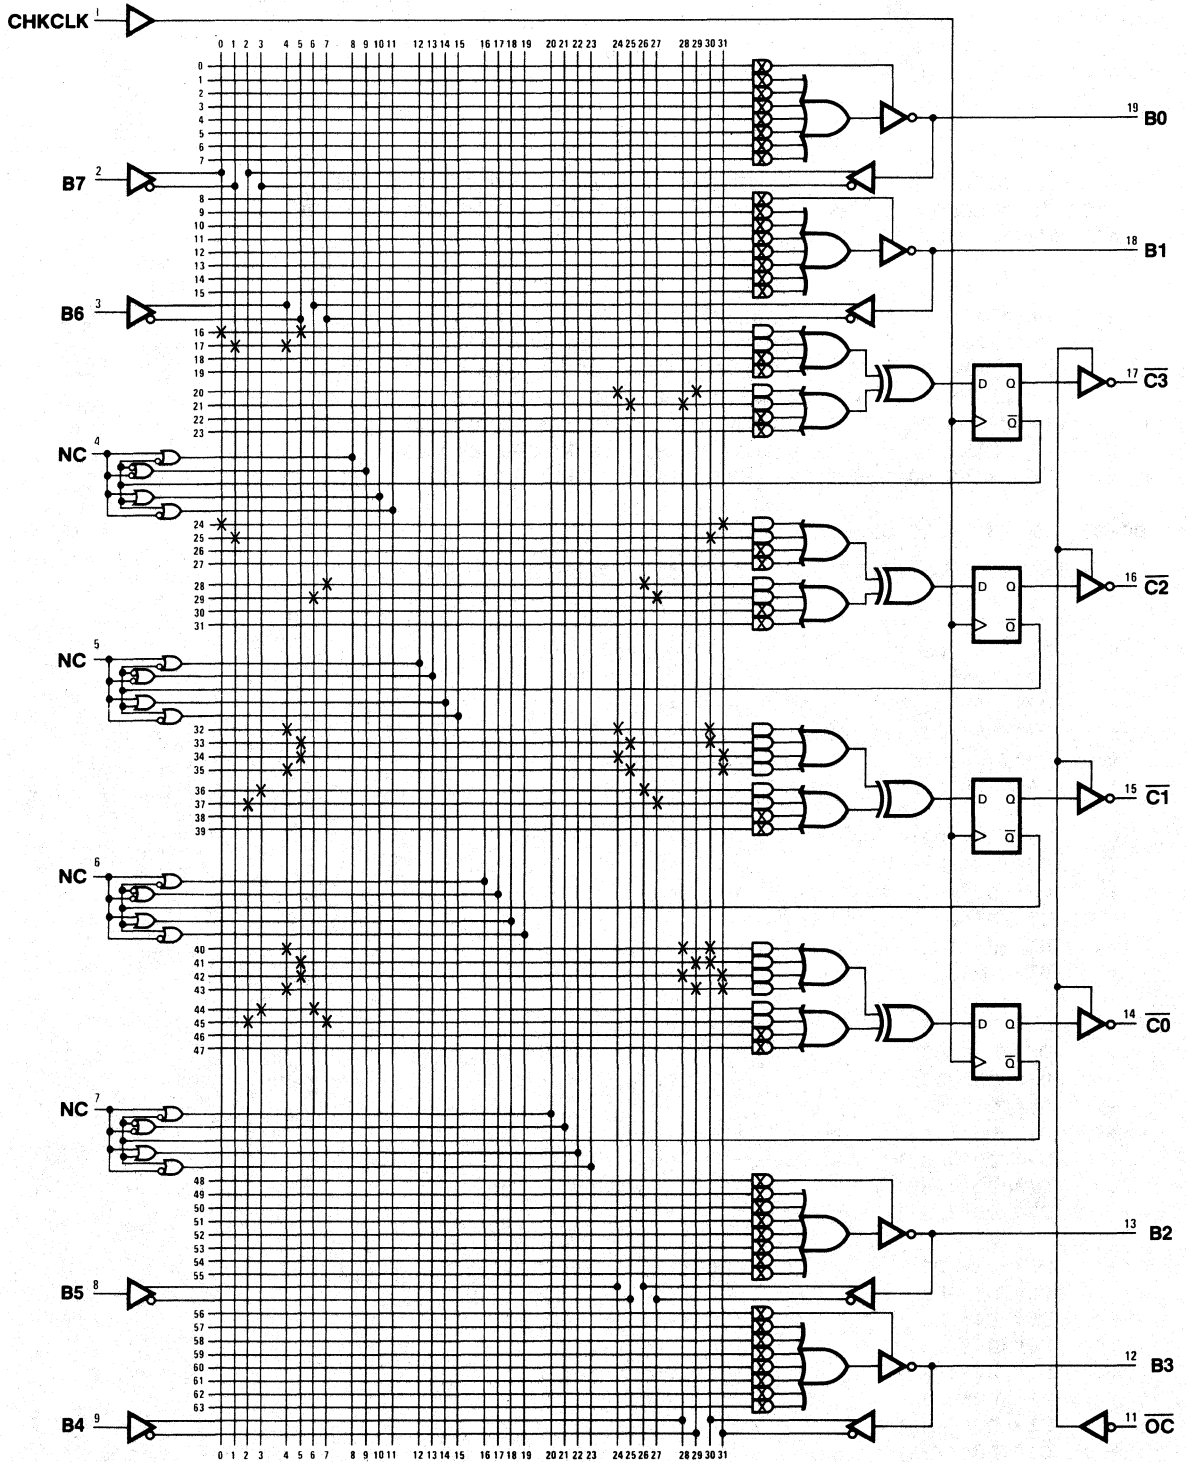 CHKCLK 1
0 1 2 3 4 5 6 7 8 9 10 11 12 13 14 15 16 17 18 19 20 21 22 23 24 25 26 27 28 29 30 31
0
1
2
3
4
5
6
7
19 B0
B7 2
8
9
10
11
12
13
14
15
18 B1
B6 3
16
17
18
19
20
21
22
23
D Q
Q̅
17 C̅3̅
NC 4
24
25
26
27
28
29
30
31
D Q
Q̅
16 C̅2̅
NC 5
32
33
34
35
36
37
38
39
D Q
Q̅
15 C̅1̅
NC 6
40
41
42
43
44
45
46
47
D Q
Q̅
14 C̅0̅
NC 7
48
49
50
51
52
53
54
55
13 B2
B5 8
56
57
58
59
60
61
62
63
12 B3
B4 9
11 O̅C̅
0 1 2 3 4 5 6 7 8 9 10 11 12 13 14 15 16 17 18 19 20 21 22 23 24 25 26 27 28 29 30 31